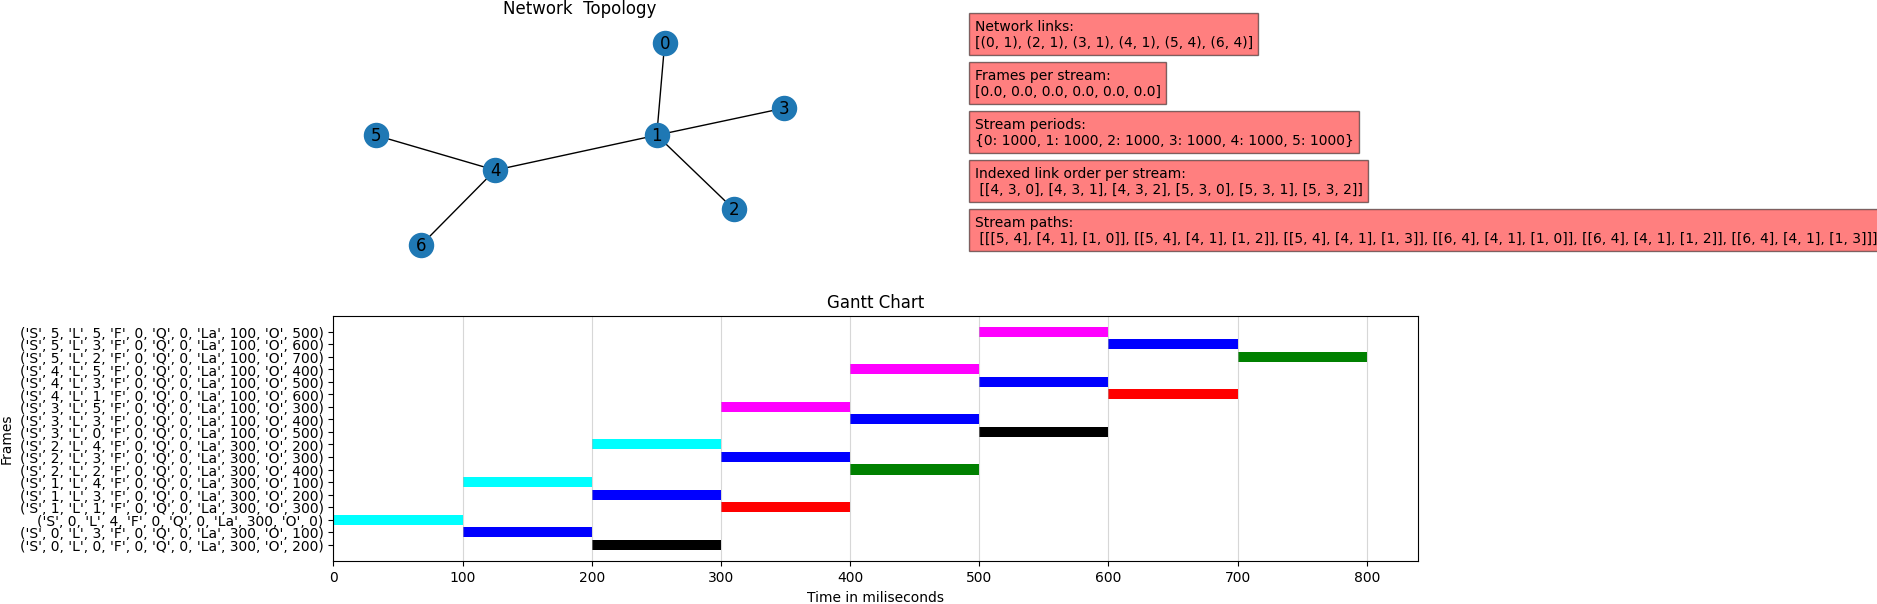 Network  Topology
0
3
5
1
4
2
6
Network links:
[(0, 1), (2, 1), (3, 1), (4, 1), (5, 4), (6, 4)]
Frames per stream:
[0.0, 0.0, 0.0, 0.0, 0.0, 0.0]
Stream periods:
{0: 1000, 1: 1000, 2: 1000, 3: 1000, 4: 1000, 5: 1000}
Indexed link order per stream:
[[4, 3, 0], [4, 3, 1], [4, 3, 2], [5, 3, 0], [5, 3, 1], [5, 3, 2]]
Stream paths:
[[[5, 4], [4, 1], [1, 0]], [[5, 4], [4, 1], [1, 2]], [[5, 4], [4, 1], [1, 3]], [[6, 4], [4, 1], [1, 0]], [[6, 4], [4, 1], [1, 2]], [[6, 4], [4, 1], [1, 3]]]
Gantt Chart
Frames
('S', 5, 'L', 5, 'F', 0, 'Q', 0, 'La', 100, 'O', 500)
('S', 5, 'L', 3, 'F', 0, 'Q', 0, 'La', 100, 'O', 600)
('S', 5, 'L', 2, 'F', 0, 'Q', 0, 'La', 100, 'O', 700)
('S', 4, 'L', 5, 'F', 0, 'Q', 0, 'La', 100, 'O', 400)
('S', 4, 'L', 3, 'F', 0, 'Q', 0, 'La', 100, 'O', 500)
('S', 4, 'L', 1, 'F', 0, 'Q', 0, 'La', 100, 'O', 600)
('S', 3, 'L', 5, 'F', 0, 'Q', 0, 'La', 100, 'O', 300)
('S', 3, 'L', 3, 'F', 0, 'Q', 0, 'La', 100, 'O', 400)
('S', 3, 'L', 0, 'F', 0, 'Q', 0, 'La', 100, 'O', 500)
('S', 2, 'L', 4, 'F', 0, 'Q', 0, 'La', 300, 'O', 200)
('S', 2, 'L', 3, 'F', 0, 'Q', 0, 'La', 300, 'O', 300)
('S', 2, 'L', 2, 'F', 0, 'Q', 0, 'La', 300, 'O', 400)
('S', 1, 'L', 4, 'F', 0, 'Q', 0, 'La', 300, 'O', 100)
('S', 1, 'L', 3, 'F', 0, 'Q', 0, 'La', 300, 'O', 200)
('S', 1, 'L', 1, 'F', 0, 'Q', 0, 'La', 300, 'O', 300)
('S', 0, 'L', 4, 'F', 0, 'Q', 0, 'La', 300, 'O', 0)
('S', 0, 'L', 3, 'F', 0, 'Q', 0, 'La', 300, 'O', 100)
('S', 0, 'L', 0, 'F', 0, 'Q', 0, 'La', 300, 'O', 200)
0 100 200 300 400 500 600 700 800
Time in miliseconds